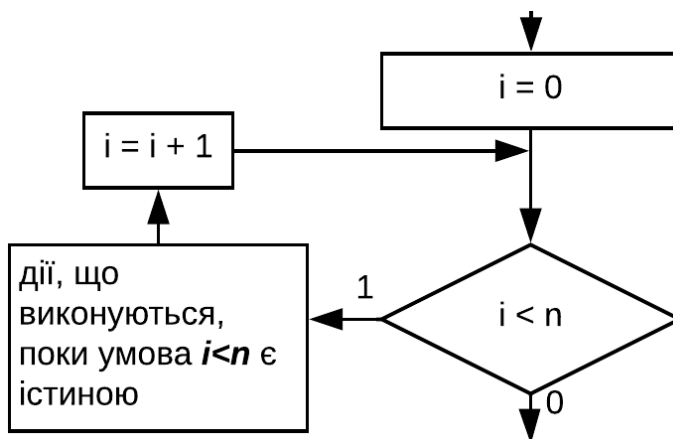 i = 0
i = i + 1
дії, що
виконуються,
поки умова i<n є
істиною
1
i < n
0